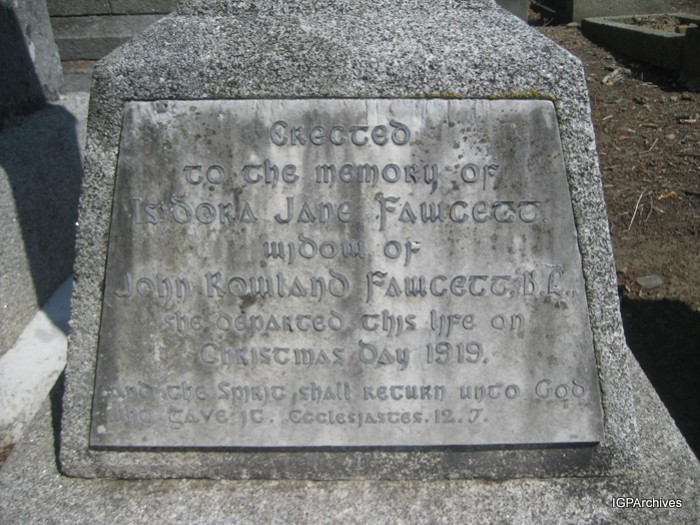 Erected
to the memory of
Isidora Jane Fawcett
widow of
John Rowland Fawcett, B.L.,
She departed this life on
Christmas Day 1919.
And the Spirit shall return unto God
who gave it. Ecclesiastes. 12. 7.
IGPArchives